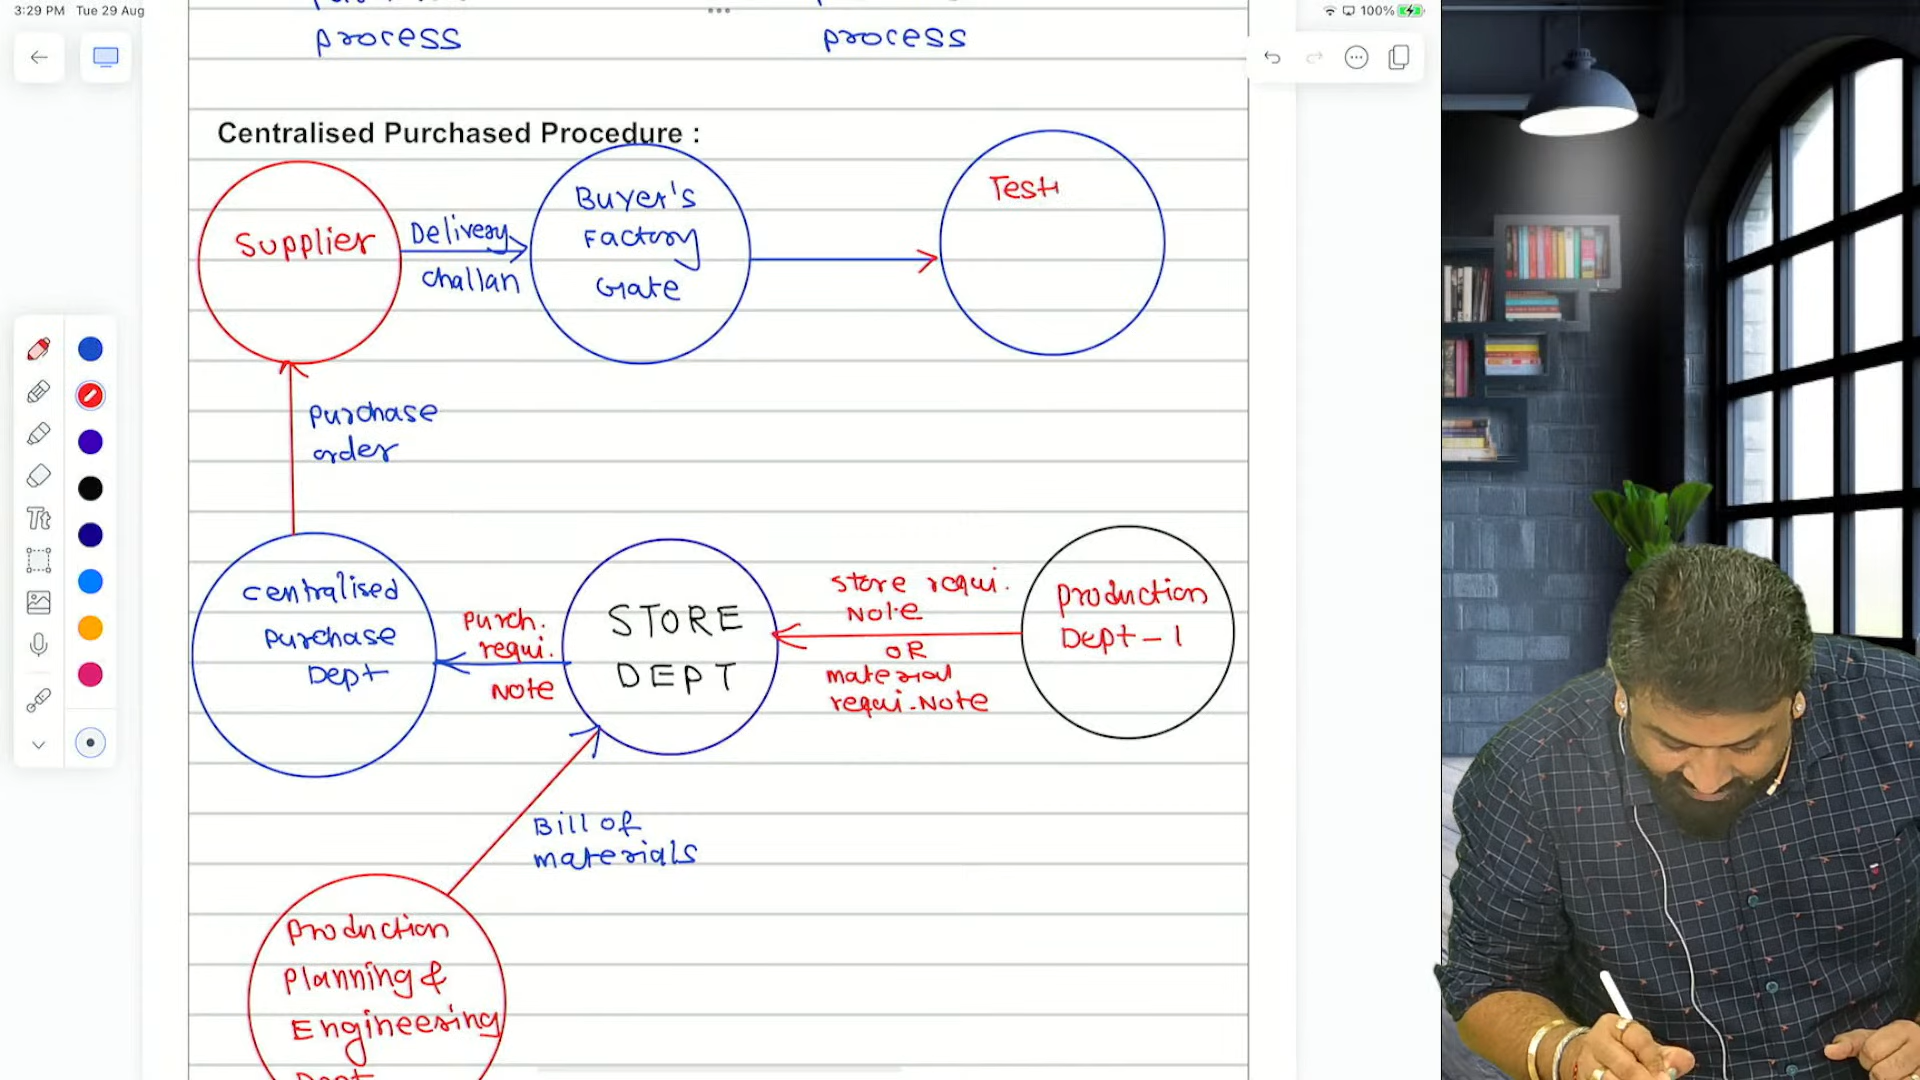 3:29 PM Tue 29 Aug
100%
process
process
Centralised Purchased Procedure :
Supplier
Delivery
challan
Buyer's
Factory
Gate
Testi
purchase
order
centralised
purchase
Dept
purch.
requi.
Note
STORE
DEPT
store requi.
Note
OR
material
requi.Note
production
Dept-1
Bill of
materials
production
planning &
Engineering
Tt